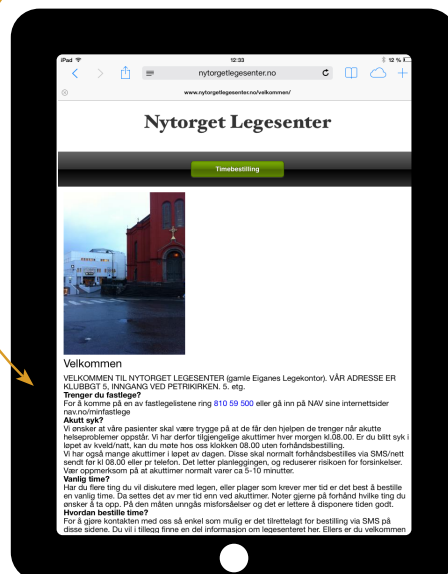 iPad 12:33 12 %
nytorgetlegesenter.no
www.nytorgetlegesenter.no/velkommen/
Nytorget Legesenter
Timebestilling
Velkommen
VELKOMMEN TIL NYTORGET LEGESENTER (gamle Eiganes Legekontor). VÅR ADRESSE ER
KLUBBGT 5, INNGANG VED PETRIKIRKEN. 5. etg.
Trenger du fastlege?
For å komme på en av fastlegelistene ring 810 59 500 eller gå inn på NAV sine internettsider
nav.no/minfastlege
Akutt syk?
Vi ønsker at våre pasienter skal være trygge på at de får den hjelpen de trenger når akutte
helseproblemer oppstår. Vi har derfor tilgjengelige akuttimer hver morgen kl.08.00. Er du blitt syk i
løpet av kveld/natt, kan du møte hos oss klokken 08.00 uten forhåndsbestilling.
Vi har også mange akuttimer i løpet av dagen. Disse skal normalt forhåndsbestilles via SMS/nett
sendt før kl 08.00 eller pr telefon. Det letter planleggingen, og reduserer risikoen for forsinkelser.
Vær oppmerksom på at akuttimer normalt varer ca 5-10 minutter.
Vanlig time?
Har du flere ting du vil diskutere med legen, eller plager som krever mer tid er det best å bestille
en vanlig time. Da settes det av mer tid enn ved akuttimer. Noter gjerne på forhånd hvilke ting du
ønsker å ta opp. På den måten unngås misforsåelser og det er lettere å disponere tiden godt.
Hvordan bestille time?
For å gjøre kontakten med oss så enkel som mulig er det tilrettelagt for bestilling via SMS på
disse sidene. Du vil i tillegg finne en del informasjon om legesenteret her. Ellers er du velkommen